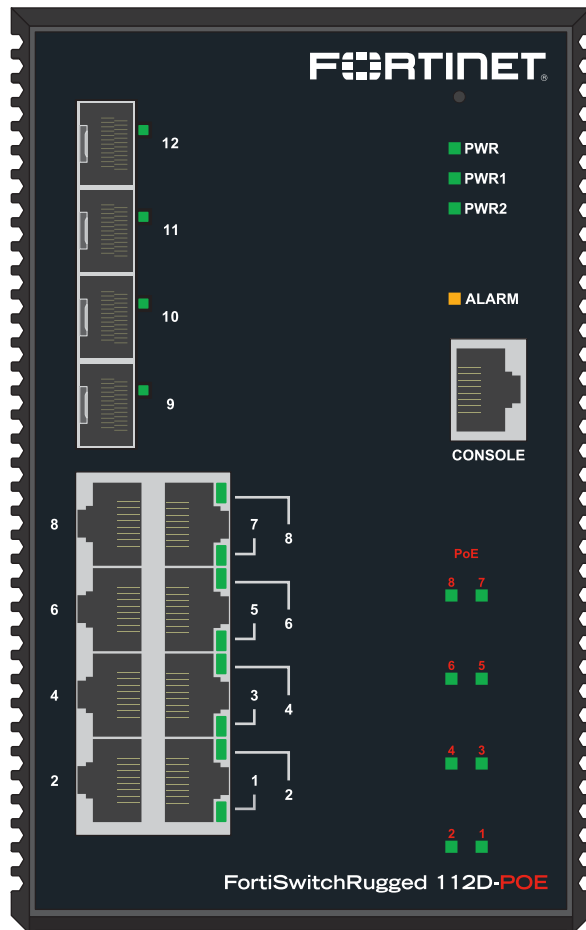 FORTINET®
12
PWR
PWR1
PWR2
11
ALARM
10
9
CONSOLE
8 7 8
PoE
8 7
6 5 6
6 5
4 3 4
4 3
2 1 2
2 1
FortiSwitchRugged 112D-POE